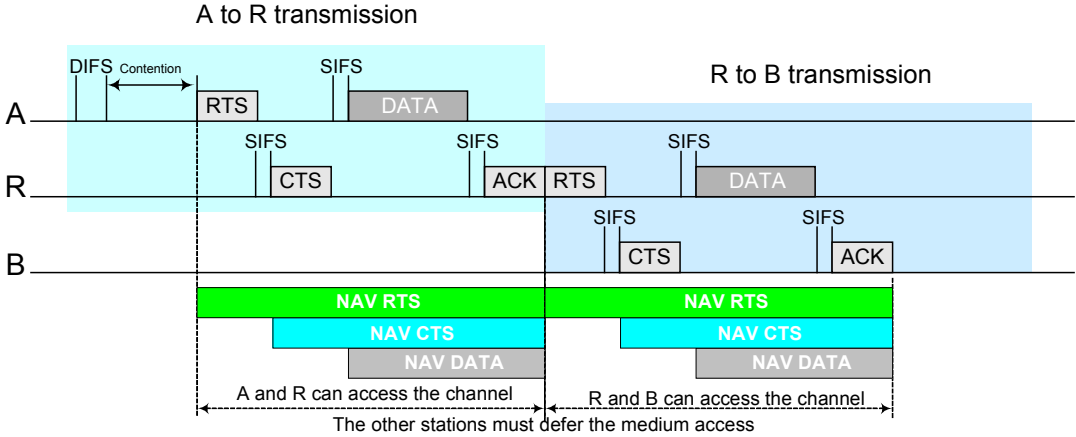 A to R transmission
R to B transmission
DIFS
Contention
SIFS
A
RTS
DATA
SIFS
SIFS
SIFS
R
CTS
ACK
RTS
DATA
SIFS
SIFS
B
CTS
ACK
NAV RTS
NAV RTS
NAV CTS
NAV CTS
NAV DATA
NAV DATA
A and R can access the channel
R and B can access the channel
The other stations must defer the medium access